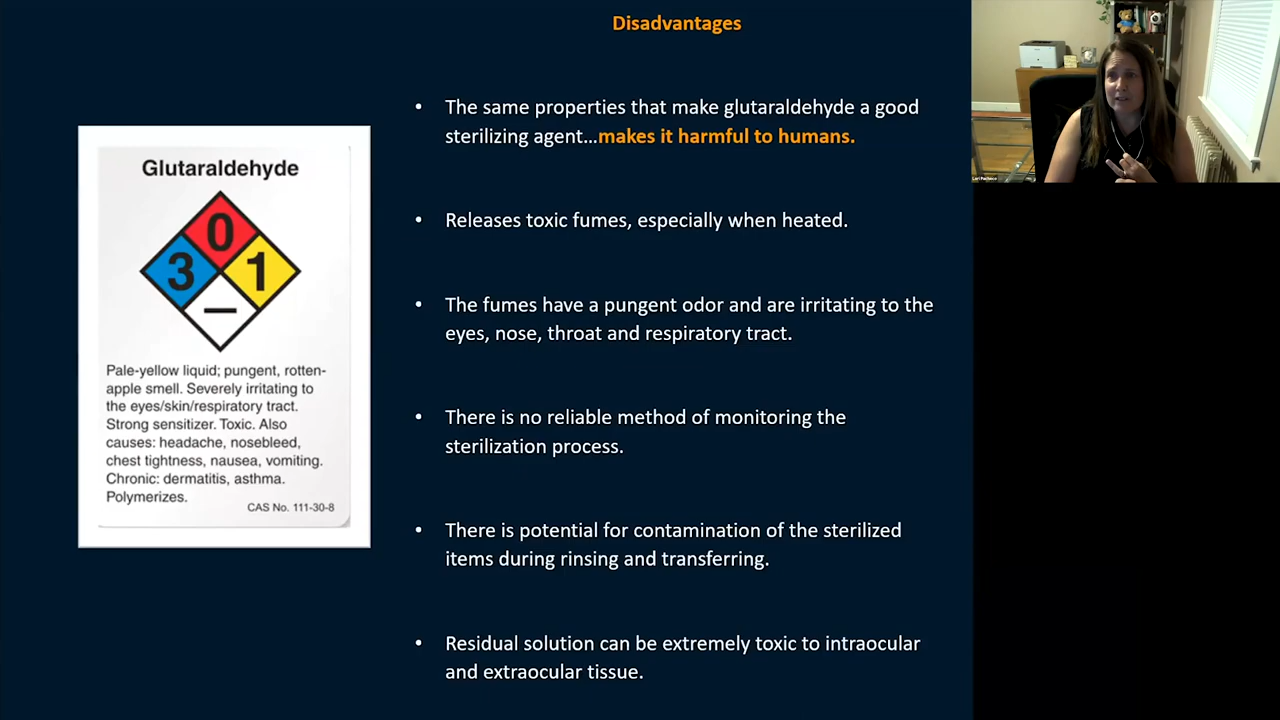 Disadvantages
Glutaraldehyde
0
3
1
Pale-yellow liquid; pungent, rotten-
apple smell. Severely irritating to
the eyes/skin/respiratory tract.
Strong sensitizer. Toxic. Also
causes: headache, nosebleed,
chest tightness, nausea, vomiting.
Chronic: dermatitis, asthma.
Polymerizes.
CAS No. 111-30-8
• The same properties that make glutaraldehyde a good
sterilizing agent…makes it harmful to humans.
• Releases toxic fumes, especially when heated.
• The fumes have a pungent odor and are irritating to the
eyes, nose, throat and respiratory tract.
• There is no reliable method of monitoring the
sterilization process.
• There is potential for contamination of the sterilized
items during rinsing and transferring.
• Residual solution can be extremely toxic to intraocular
and extraocular tissue.
Lori Pacheco